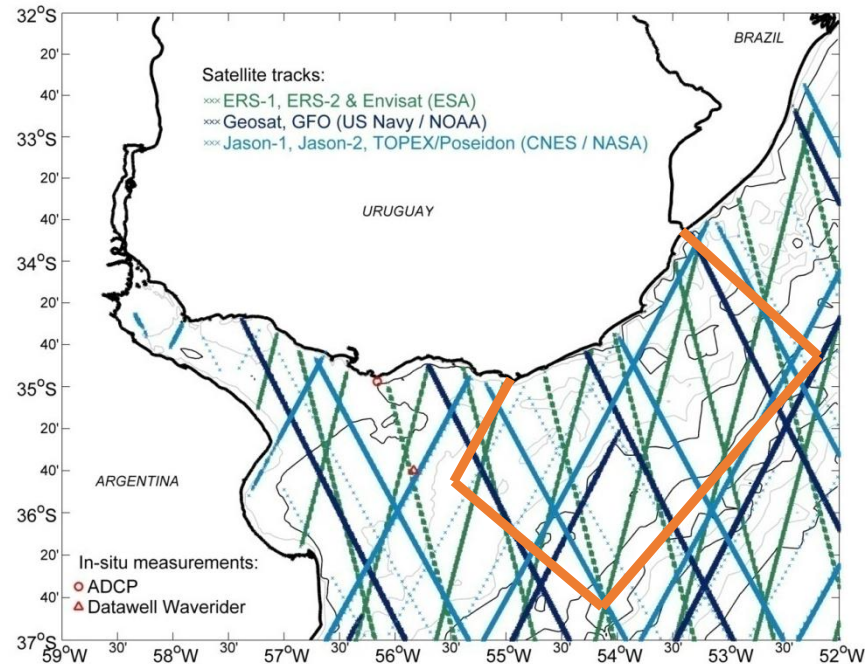 32°S
40'
20'
33°S
20'
40'
34°S
20'
40'
35°S
20'
40'
36°S
20'
40'
37°S
BRAZIL
Satellite tracks:
××× ERS-1, ERS-2 & Envisat (ESA)
××× Geosat, GFO (US Navy / NOAA)
××× Jason-1, Jason-2, TOPEX/Poseidon (CNES / NASA)
URUGUAY
ARGENTINA
In-situ measurements:
ADCP
Datawell Waverider
59°W 30' 58°W 30' 57°W 30' 56°W 30' 55°W 30' 54°W 30' 53°W 30' 52°W